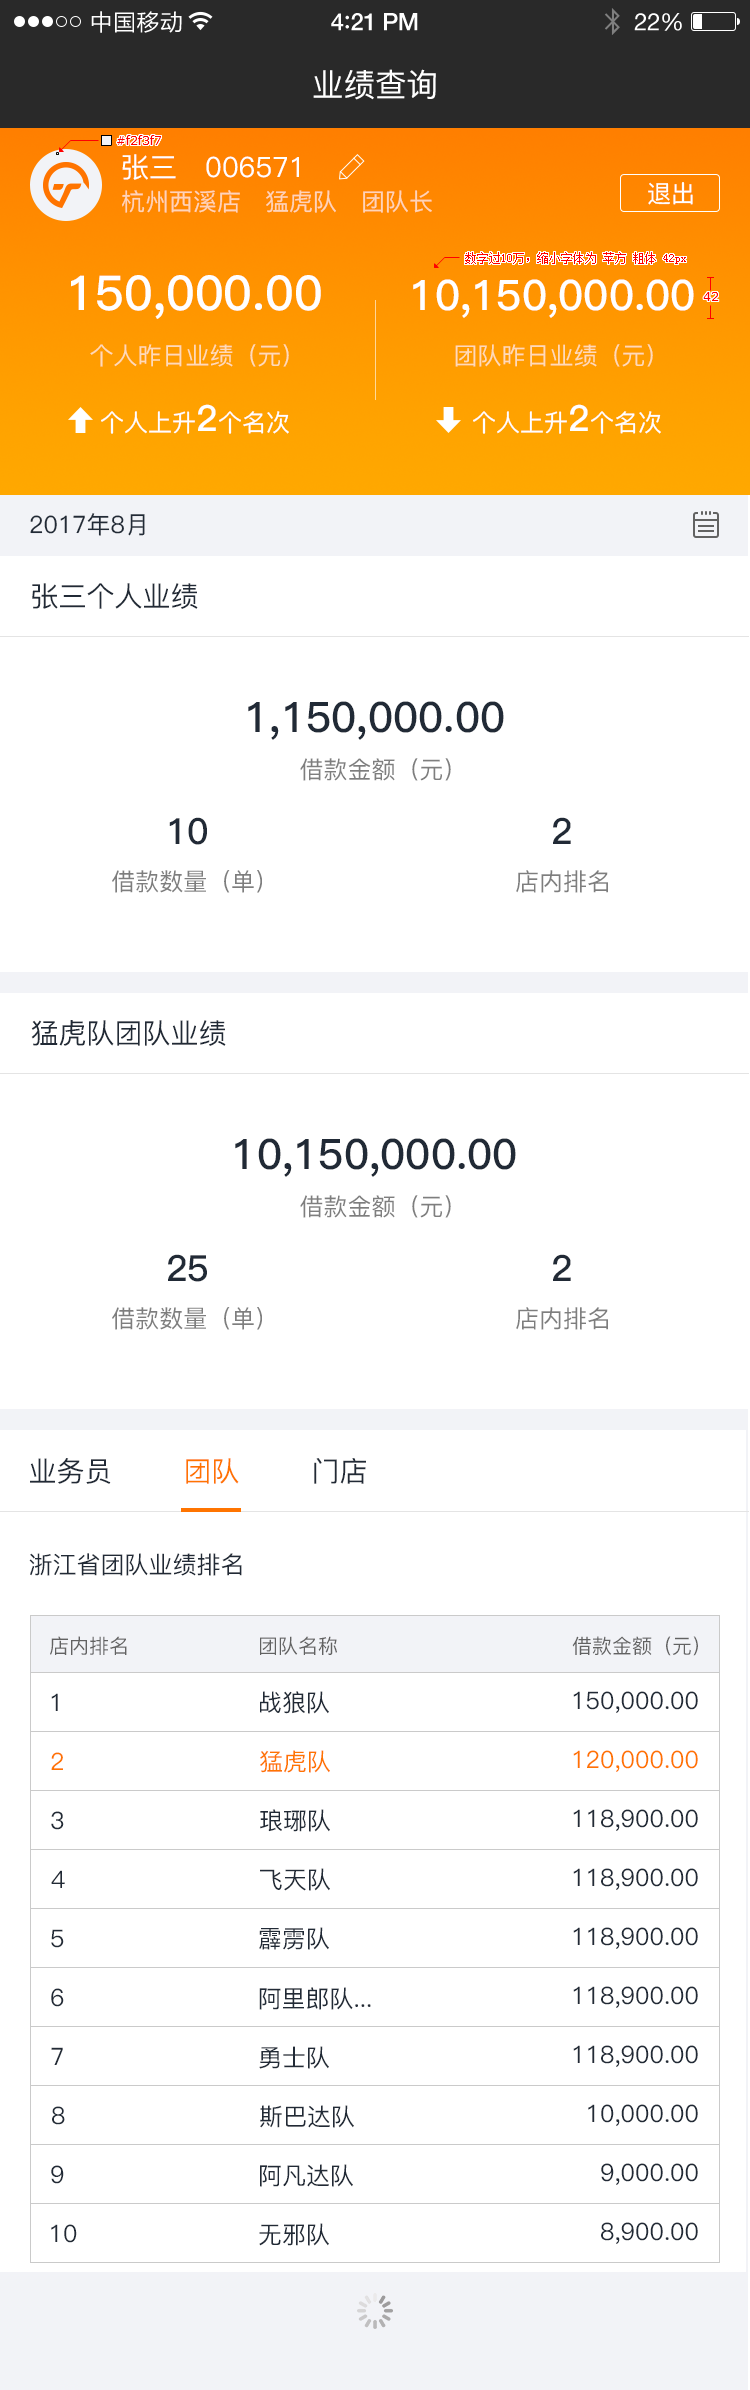 中国移动 4:21 PM 22%
业绩查询
#f2f3f7
张三 006571
杭州西溪店 猛虎队 团队长
退出
数字过10万，缩小字体为 苹方 粗体 42px
150,000.00 10,150,000.00 42
个人昨日业绩（元） 团队昨日业绩（元）
个人上升2个名次 个人上升2个名次
2017年8月
张三个人业绩
1,150,000.00
借款金额（元）
10 2
借款数量（单） 店内排名
猛虎队团队业绩
10,150,000.00
借款金额（元）
25 2
借款数量（单） 店内排名
业务员 团队 门店
浙江省团队业绩排名
店内排名 团队名称 借款金额（元）
1 战狼队 150,000.00
2 猛虎队 120,000.00
3 琅琊队 118,900.00
4 飞天队 118,900.00
5 霹雳队 118,900.00
6 阿里郎队... 118,900.00
7 勇士队 118,900.00
8 斯巴达队 10,000.00
9 阿凡达队 9,000.00
10 无邪队 8,900.00